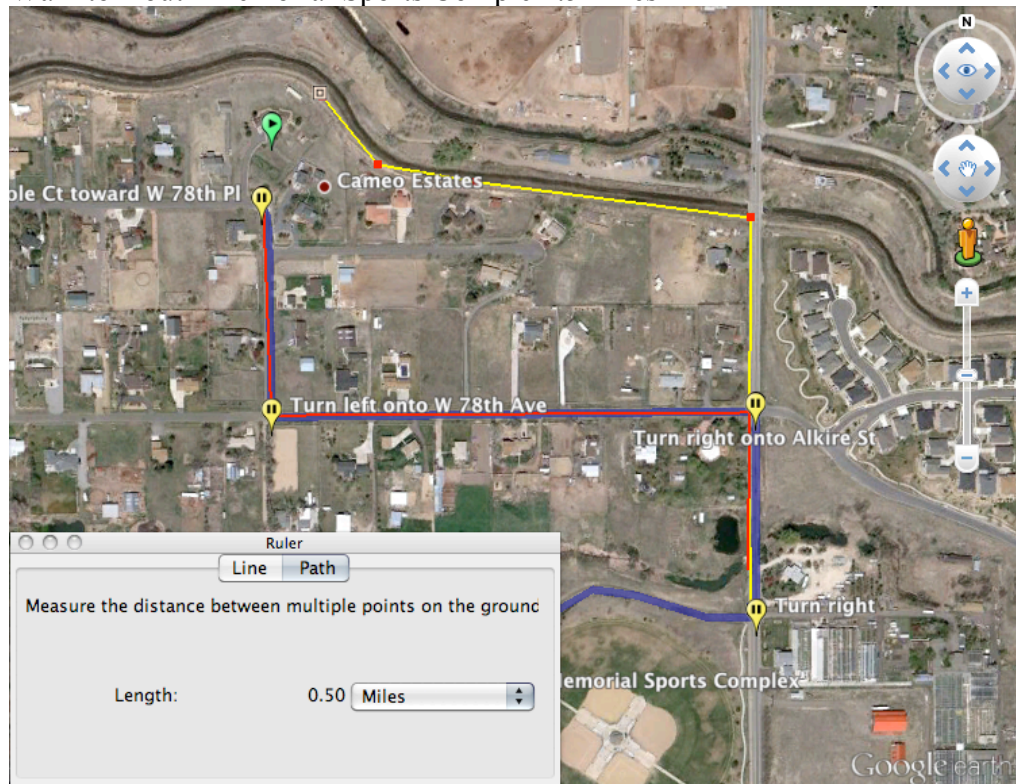 N
Cameo Estates
ole Ct toward W 78th Pl
Turn left onto W 78th Ave
Turn right onto Alkire St
Ruler
Line Path
Measure the distance between multiple points on the ground
Turn right
Length: 0.50 Miles
emorial Sports Complex
Google earth